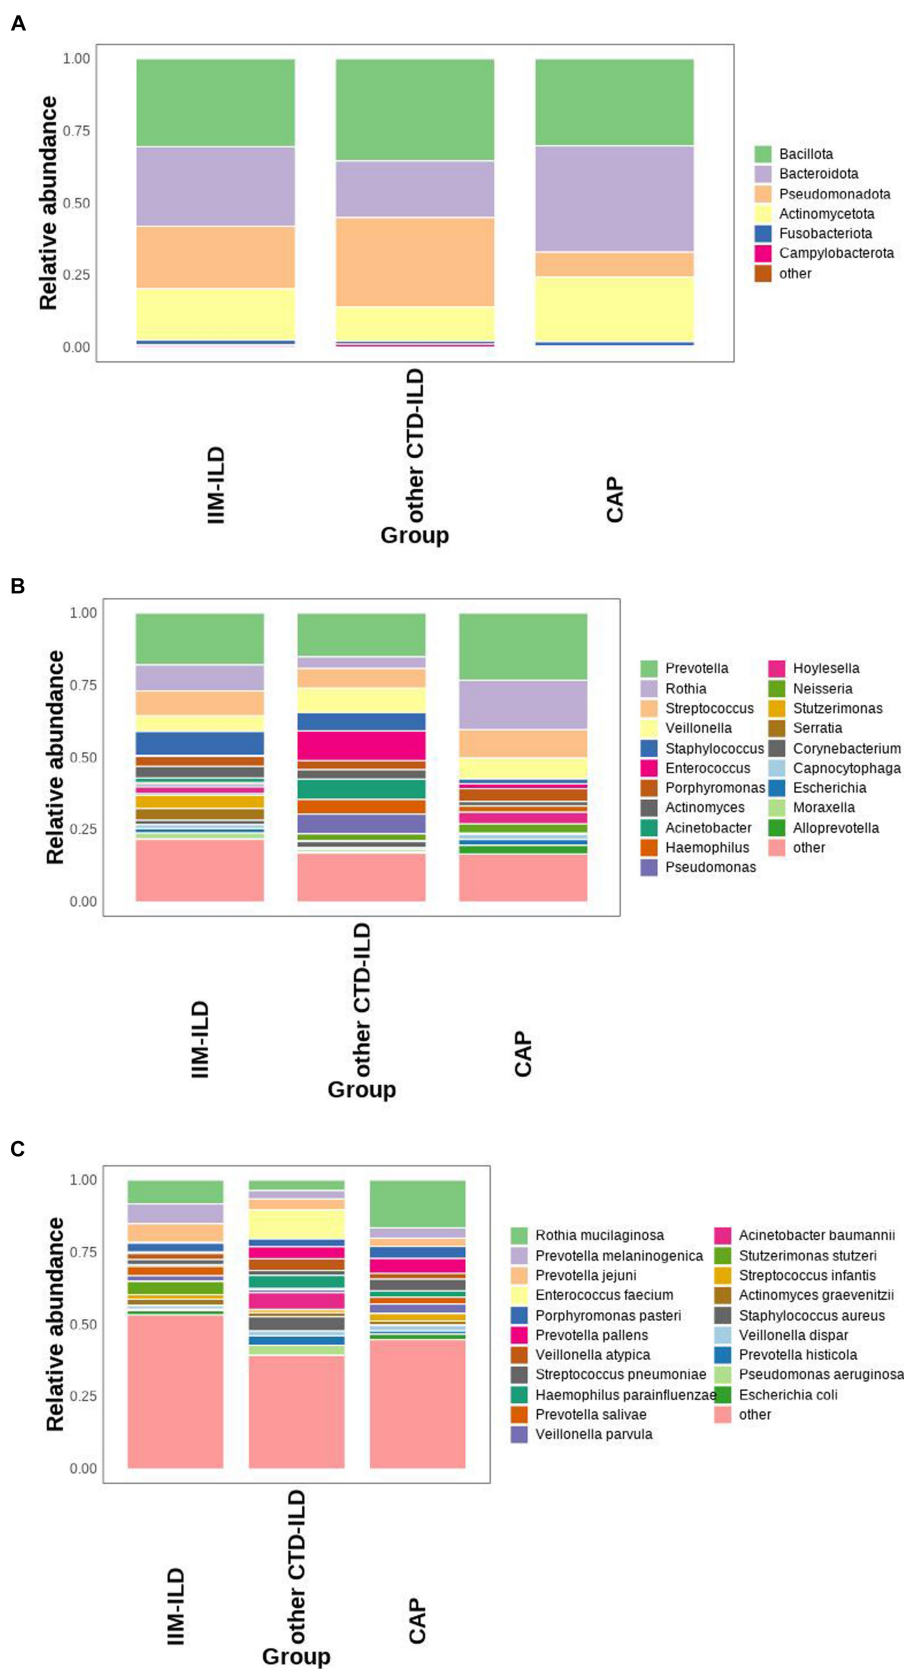 A
Relative abundance
1.00
0.75
0.50
0.25
0.00
Bacillota
Bacteroidota
Pseudomonadota
Actinomycetota
Fusobacteriota
Campylobacterota
other
IIM-ILD
other CTD-ILD
CAP
Group
B
Relative abundance
1.00
0.75
0.50
0.25
0.00
Prevotella
Rothia
Streptococcus
Veillonella
Staphylococcus
Enterococcus
Porphyromonas
Actinomyces
Acinetobacter
Haemophilus
Pseudomonas
Hoylesella
Neisseria
Stutzerimonas
Serratia
Corynebacterium
Capnocytophaga
Escherichia
Moraxella
Alloprevotella
other
IIM-ILD
other CTD-ILD
CAP
Group
C
Relative abundance
1.00
0.75
0.50
0.25
0.00
Rothia mucilaginosa
Prevotella melaninogenica
Prevotella jejuni
Enterococcus faecium
Porphyromonas pasteri
Prevotella pallens
Veillonella atypica
Streptococcus pneumoniae
Haemophilus parainfluenzae
Prevotella salivae
Veillonella parvula
Acinetobacter baumannii
Stutzerimonas stutzeri
Streptococcus infantis
Actinomyces graevenitzii
Staphylococcus aureus
Veillonella dispar
Prevotella histicola
Pseudomonas aeruginosa
Escherichia coli
other
IIM-ILD
other CTD-ILD
CAP
Group